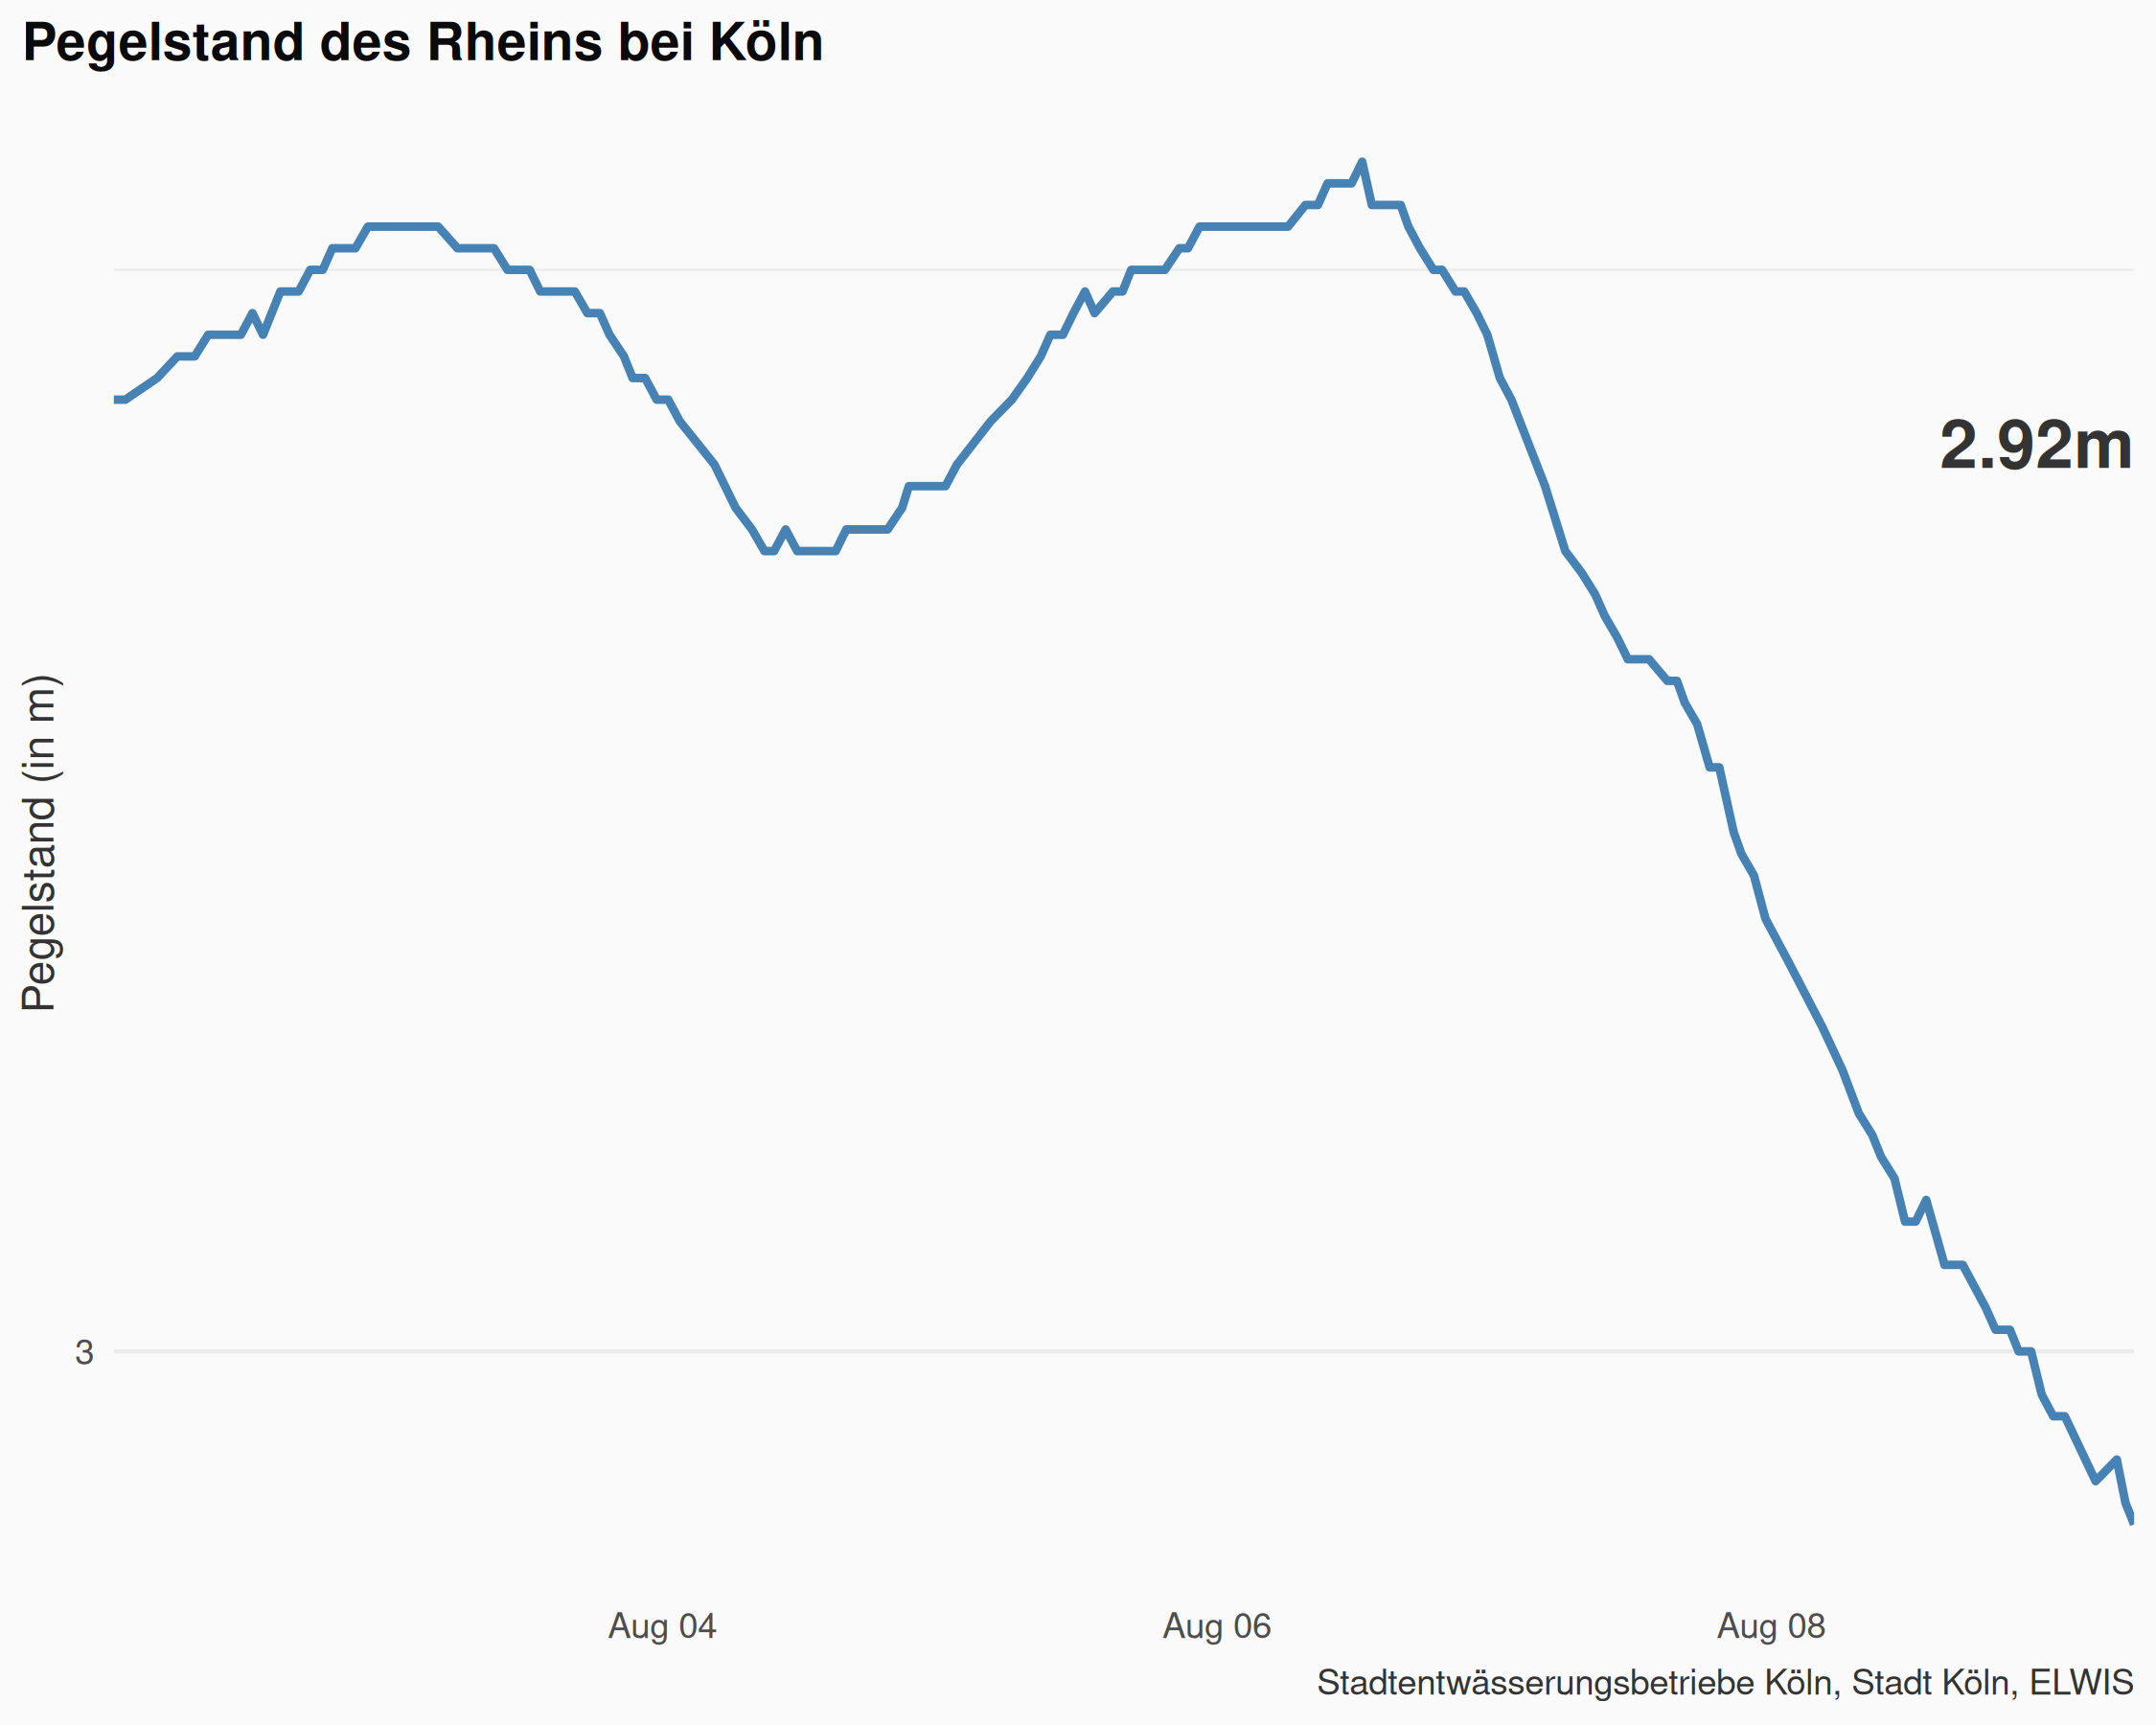 Pegelstand des Rheins bei Köln
2.92m
Pegelstand (in m)
3
Aug 04
Aug 06
Aug 08
Stadtentwässerungsbetriebe Köln, Stadt Köln, ELWIS